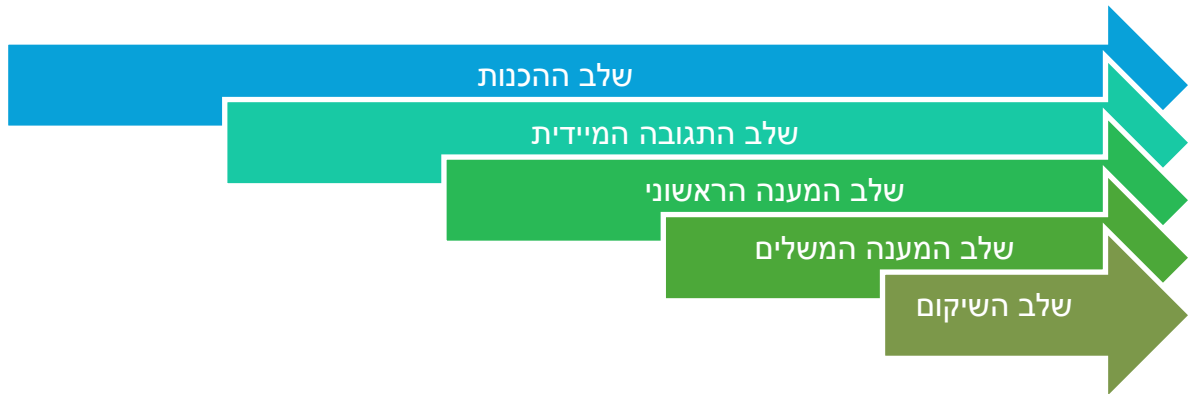 שלב ההכנות
שלב התגובה המיידית
שלב המענה הראשוני
שלב המענה המשלים
שלב השיקום